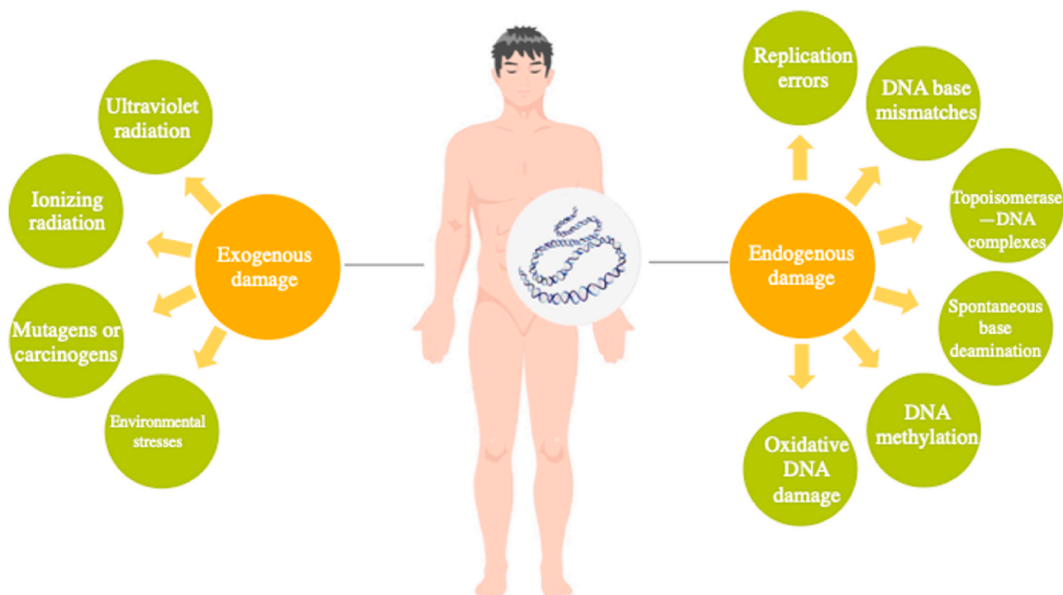 Ultraviolet
radiation
Ionizing
radiation
Mutagens or
carcinogens
Environmental
stresses
Exogenous
damage
Endogenous
damage
Replication
errors
DNA base
mismatches
Topoisomerase
—DNA
complexes
Spontaneous
base
deamination
DNA
methylation
Oxidative
DNA
damage